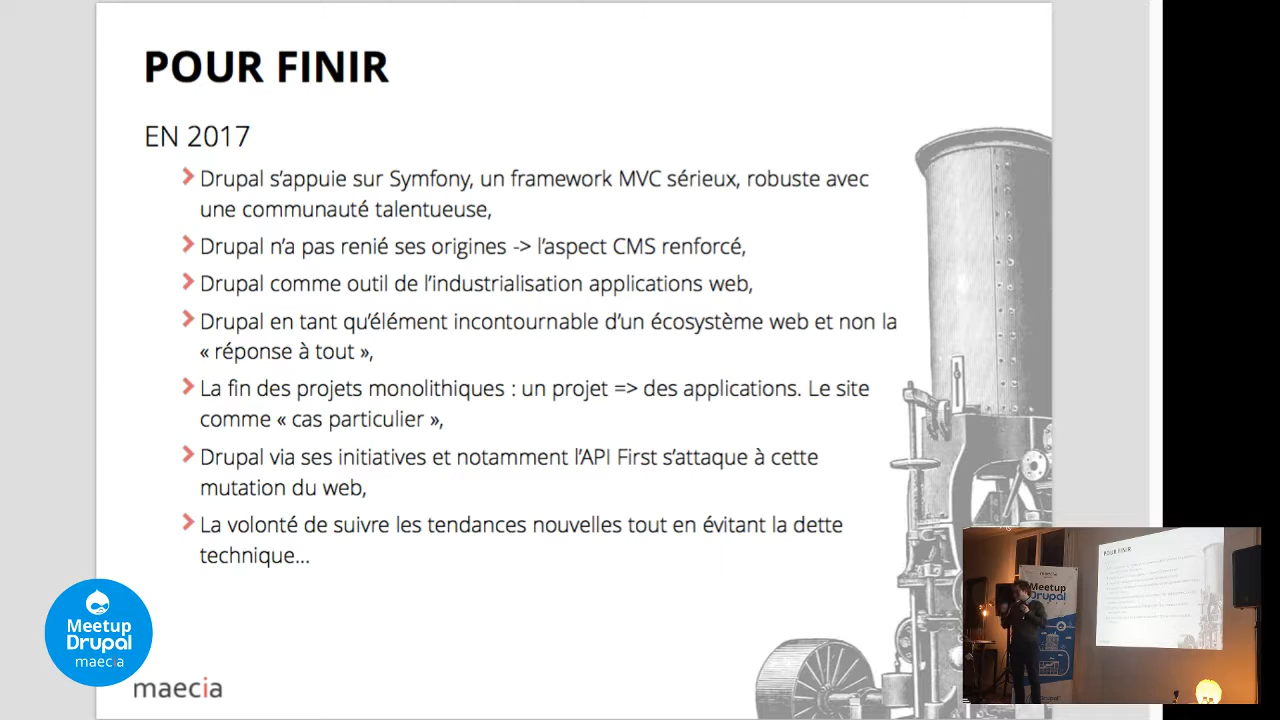 POUR FINIR
EN 2017
Drupal s’appuie sur Symfony, un framework MVC sérieux, robuste avec
une communauté talentueuse,
Drupal n’a pas renié ses origines -> l’aspect CMS renforcé,
Drupal comme outil de l’industrialisation applications web,
Drupal en tant qu’élément incontournable d’un écosystème web et non la
« réponse à tout »,
La fin des projets monolithiques : un projet => des applications. Le site
comme « cas particulier »,
Drupal via ses initiatives et notamment l’API First s’attaque à cette
mutation du web,
La volonté de suivre les tendances nouvelles tout en évitant la dette
technique...
Meetup
Drupal
maecia
maecia
POUR FINIR
Meetup
Drupal